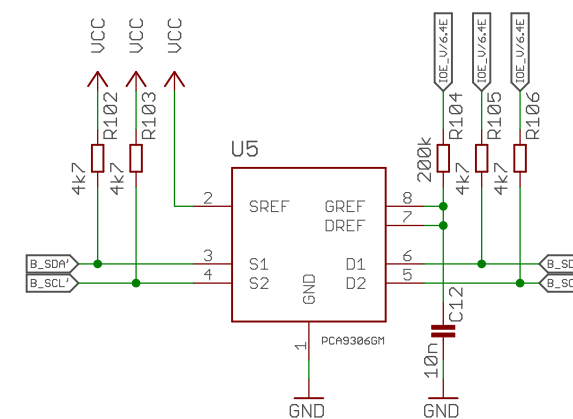 VCC
VCC
VCC
IOE_V/6.4E
IOE_V/6.4E
IOE_V/6.4E
R102
R103
R104
R105
R106
4k7
4k7
200k
4k7
4k7
U5
2
SREF
GREF
8
DREF
7
B_SDA'
3
S1
D1
6
B_SD
B_SCL'
4
S2
D2
5
B_SC
GND
1
PCA9306GM
C12
10n
GND
GND